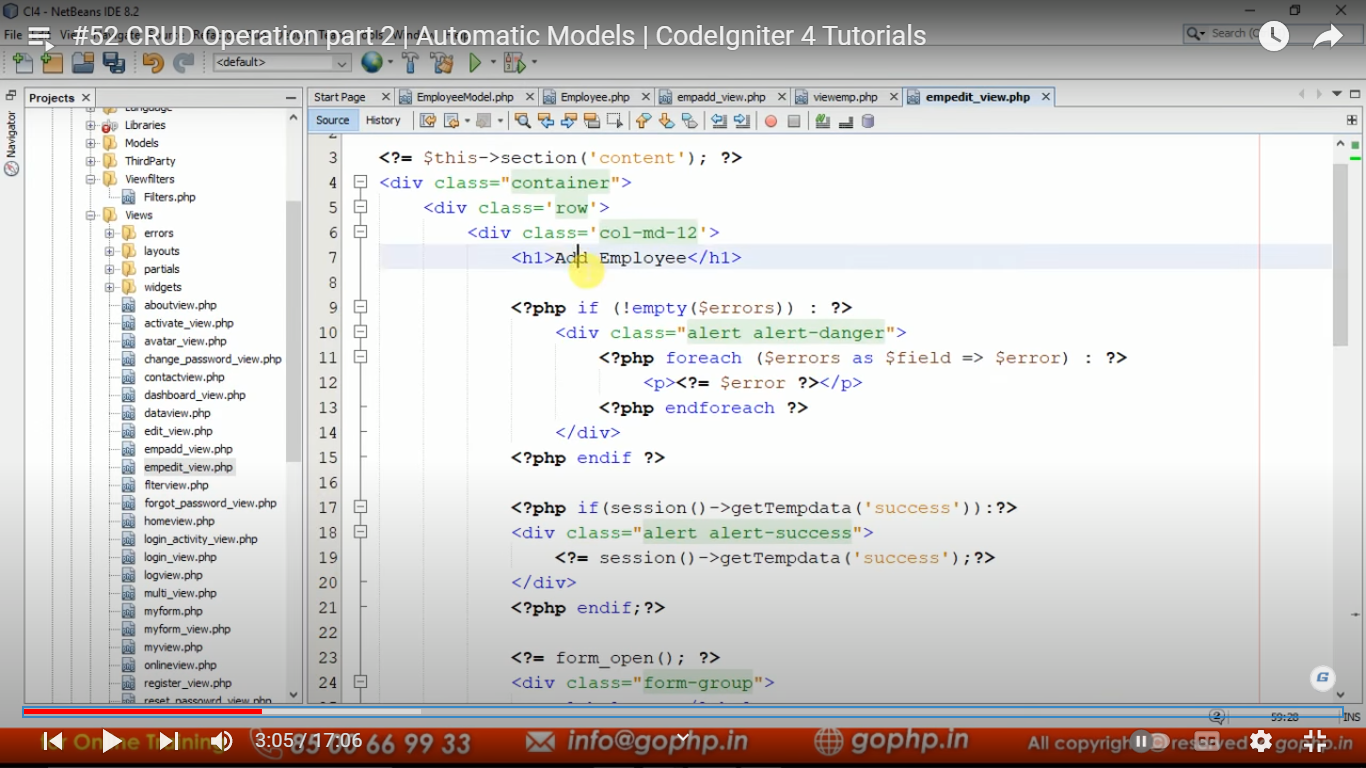 CI4 - NetBeans IDE 8.2
#52 CRUD Operation part 2 | Automatic Models | CodeIgniter 4 Tutorials
File
Search (C
<default>
Projects
Start Page
EmployeeModel.php
Employee.php
empadd_view.php
viewemp.php
empedit_view.php
Navigator
Source
History
Language
Libraries
Models
ThirdParty
Viewfilters
Filters.php
Views
errors
layouts
partials
widgets
aboutview.php
activate_view.php
avatar_view.php
change_password_view.php
contactview.php
dashboard_view.php
dataview.php
edit_view.php
empadd_view.php
empedit_view.php
flterview.php
forgot_password_view.php
homeview.php
login_activity_view.php
login_view.php
logview.php
multi_view.php
myform.php
myform_view.php
myview.php
onlineview.php
register_view.php
reset_passowrd_view.php
2
3 <?= $this->section('content'); ?>
4 <div class="container">
5 <div class='row'>
6 <div class='col-md-12'>
7 <h1>Add Employee</h1>
8
9 <?php if (!empty($errors)) : ?>
10 <div class="alert alert-danger">
11 <?php foreach ($errors as $field => $error) : ?>
12 <p><?= $error ?></p>
13 <?php endforeach ?>
14 </div>
15 <?php endif ?>
16
17 <?php if(session()->getTempdata('success')):?>
18 <div class="alert alert-success">
19 <?= session()->getTempdata('success');?>
20 </div>
21 <?php endif;?>
22
23 <?= form_open(); ?>
24 <div class="form-group">
G
2
59:28
INS
for Online Training
3:05 / 17:06
85 00 66 99 33
info@gophp.in
gophp.in
All copyright reserved gophp.in
CC